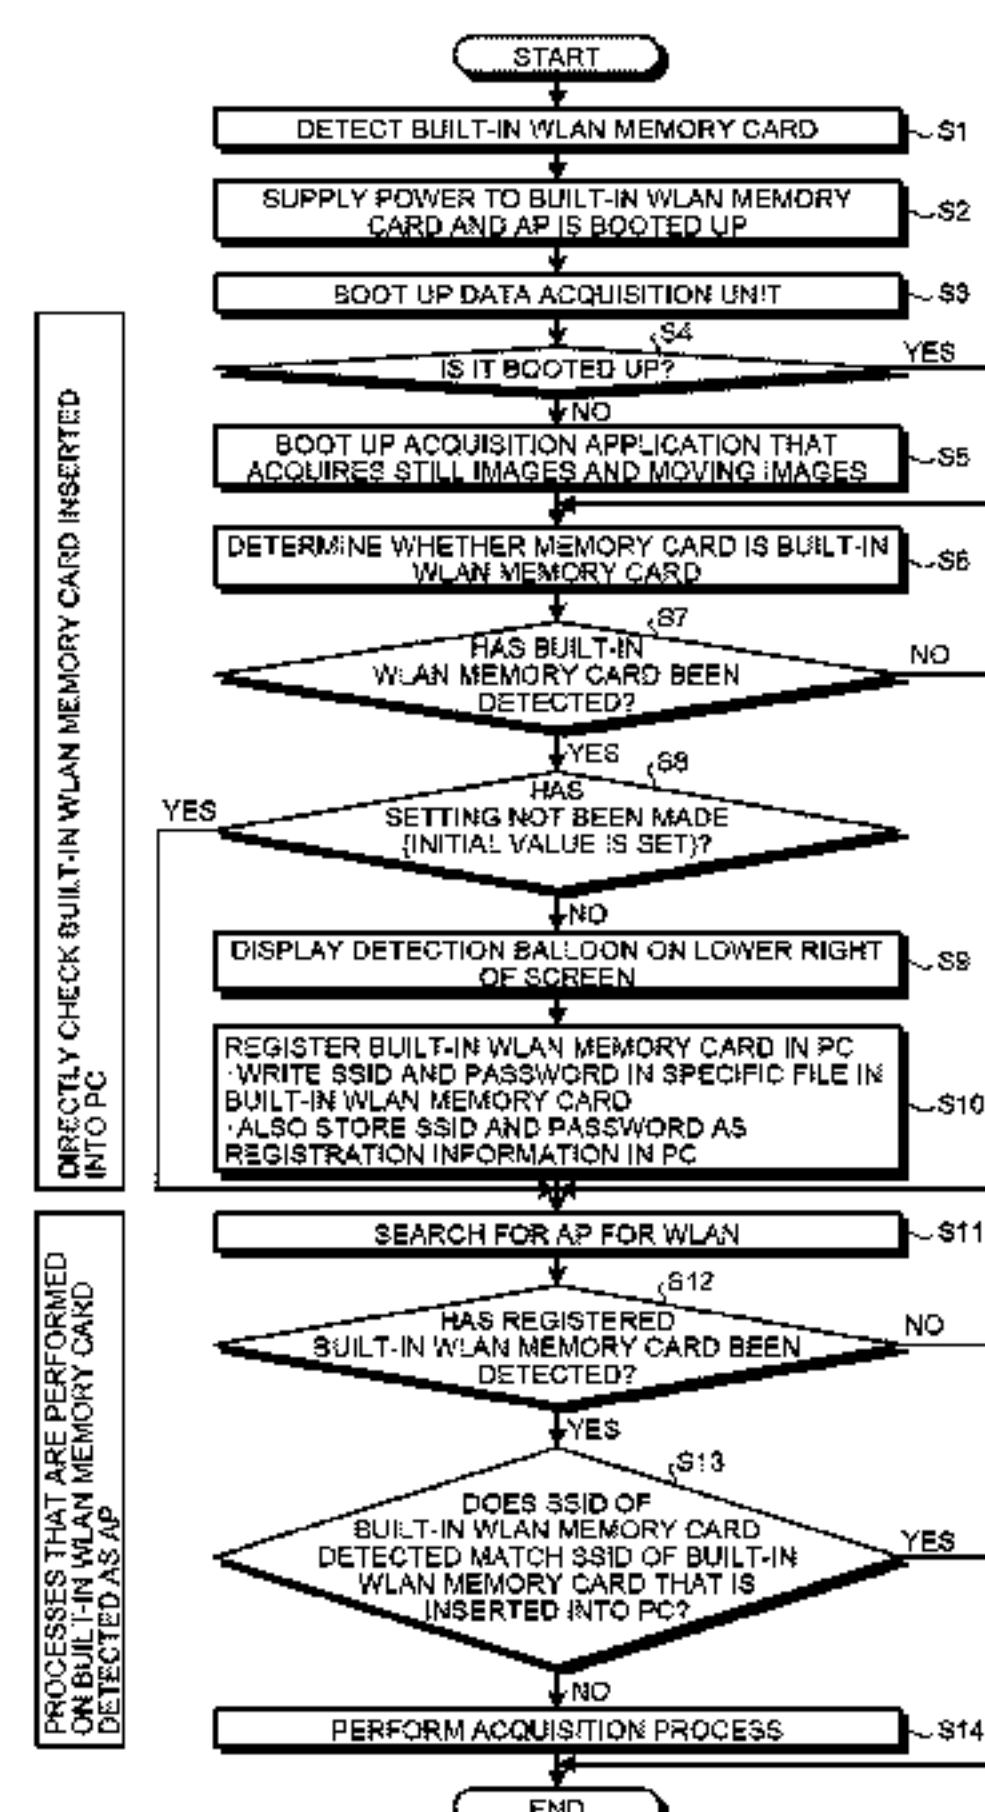 START
DETECT BUILT-IN WLAN MEMORY CARD
S1
SUPPLY POWER TO BUILT-IN WLAN MEMORY
CARD AND AP IS BOOTED UP
S2
BOOT UP DATA ACQUISITION UNIT
S3
S4
IS IT BOOTED UP?
YES
NO
BOOT UP ACQUISITION APPLICATION THAT
ACQUIRES STILL IMAGES AND MOVING IMAGES
S5
DETERMINE WHETHER MEMORY CARD IS BUILT-IN
WLAN MEMORY CARD
S6
S7
HAS BUILT-IN
WLAN MEMORY CARD BEEN
DETECTED?
NO
YES
S8
HAS
SETTING NOT BEEN MADE
(INITIAL VALUE IS SET)?
YES
NO
DISPLAY DETECTION BALLOON ON LOWER RIGHT
OF SCREEN
S9
REGISTER BUILT-IN WLAN MEMORY CARD IN PC
·WRITE SSID AND PASSWORD IN SPECIFIC FILE IN
BUILT-IN WLAN MEMORY CARD
·ALSO STORE SSID AND PASSWORD AS
REGISTRATION INFORMATION IN PC
S10
DIRECTLY CHECK BUILT-IN WLAN MEMORY CARD INSERTED
INTO PC
SEARCH FOR AP FOR WLAN
S11
S12
HAS REGISTERED
BUILT-IN WLAN MEMORY CARD BEEN
DETECTED?
NO
YES
S13
DOES SSID OF
BUILT-IN WLAN MEMORY CARD
DETECTED MATCH SSID OF BUILT-IN
WLAN MEMORY CARD THAT IS
INSERTED INTO PC?
YES
NO
PERFORM ACQUISITION PROCESS
S14
PROCESSES THAT ARE PERFORMED
ON BUILT-IN WLAN MEMORY CARD
DETECTED AS AP
END